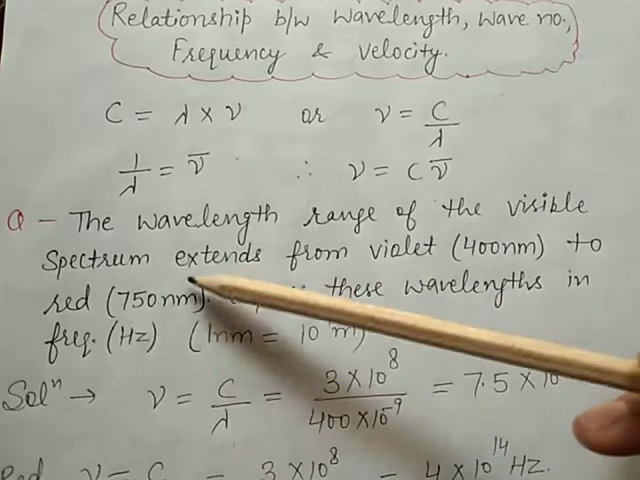 Relationship b/w wavelength, wave no.,
Frequency & velocity.
C = λ × ν or ν = C/λ
1/λ = ν̅ ∴ ν = C ν̅
Q - The wavelength range of the visible
Spectrum extends from violet (400nm) to
red (750nm). these wavelengths in
freq. (Hz) (1nm = 10 m)
Solⁿ → ν = C/λ = 3×10⁸/400×10⁻⁹ = 7.5×10
Red ν = C = 3×10⁸ = 4×10¹⁴ Hz.